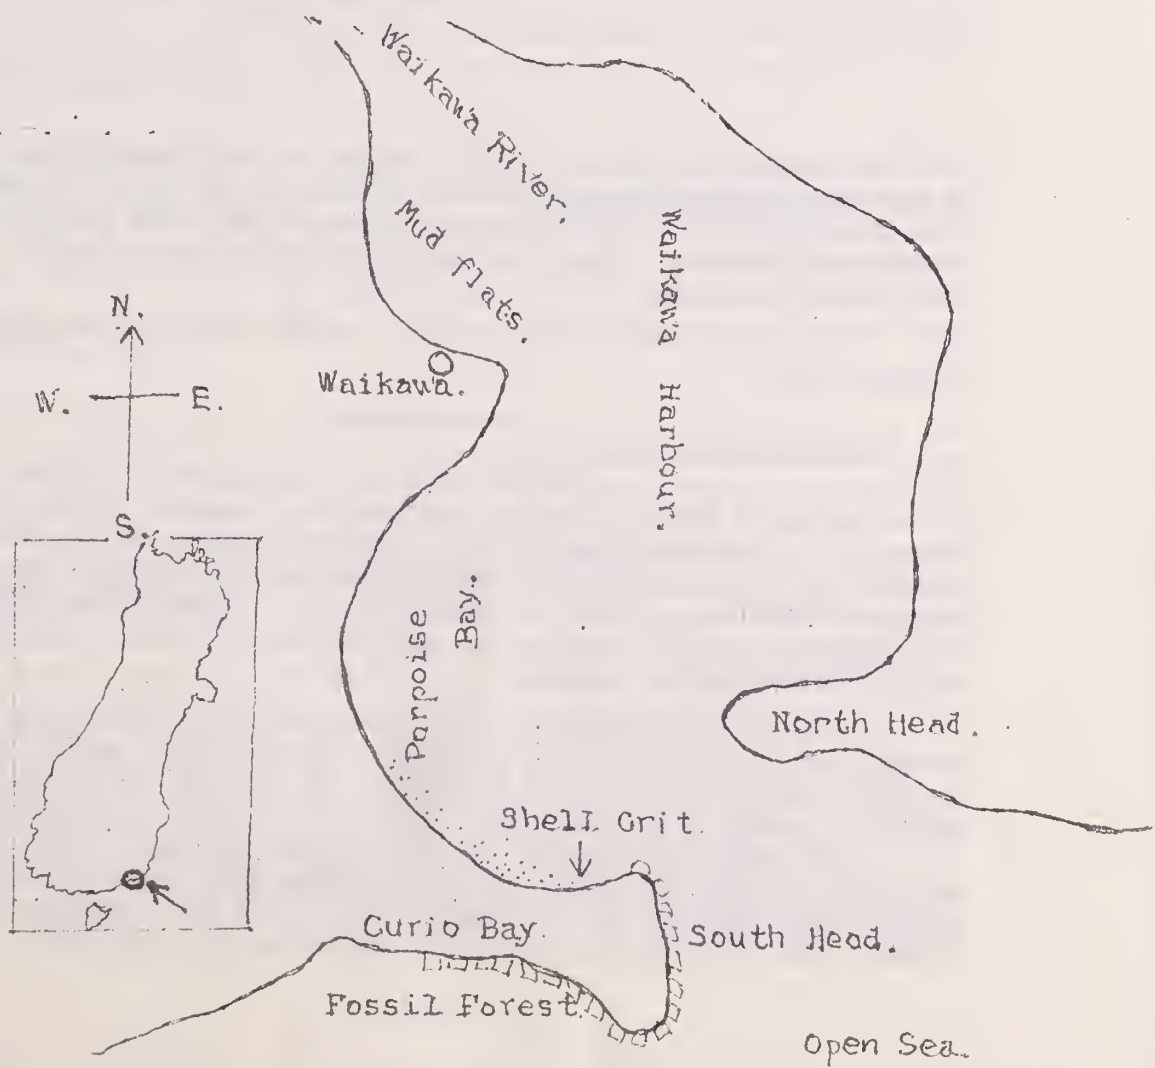 Waikawa River.
Mud flats.
Waikawa Harbour.
N.
W. E.
S.
Waikawa.
Porpoise
Bay.
North Head.
Shell Grit.
Curio Bay.
South Head.
Fossil Forest.
Open Sea.